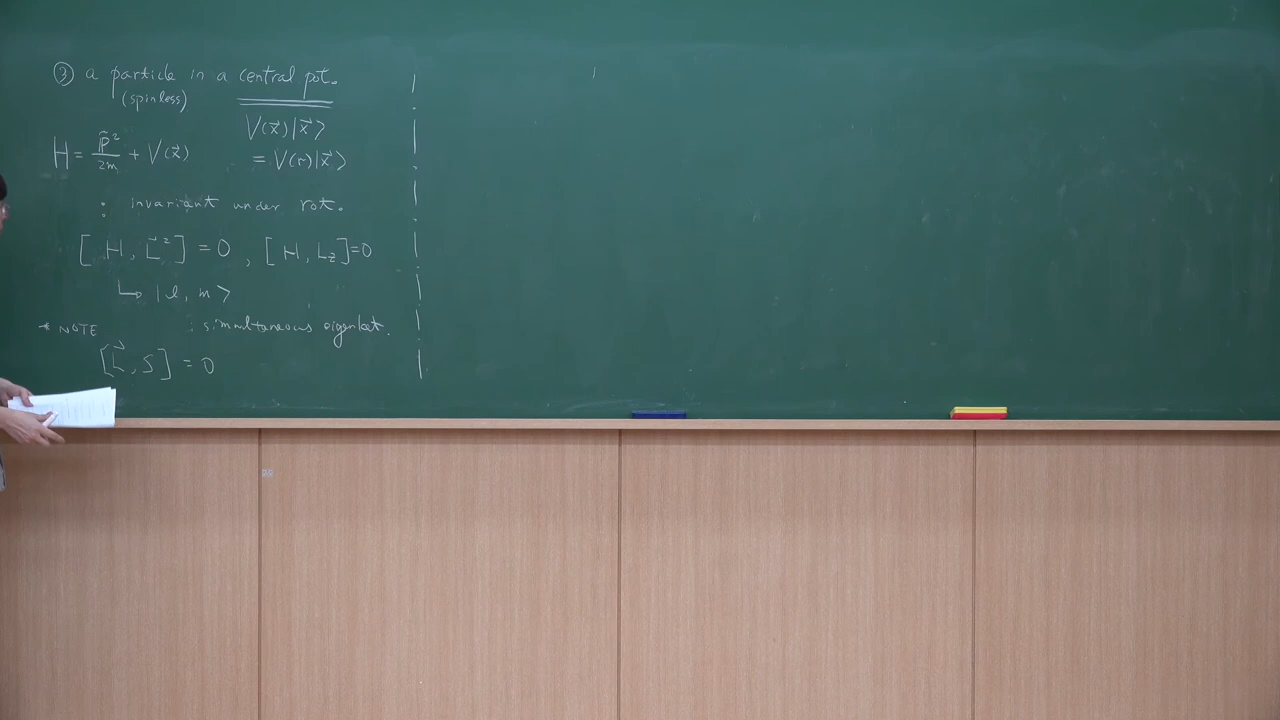 ③ a particle in a central pot.
(spinless)
V(x⃗)|x⃗⟩
= V(r)|x⃗⟩
H = p̃²/2m + V(x⃗)
: invariant under rot.
[H, L⃗²] = 0, [H, Lz]=0
↳ |l, m⟩
: simultaneous eigenket.
* NOTE
[L⃗, S] = 0